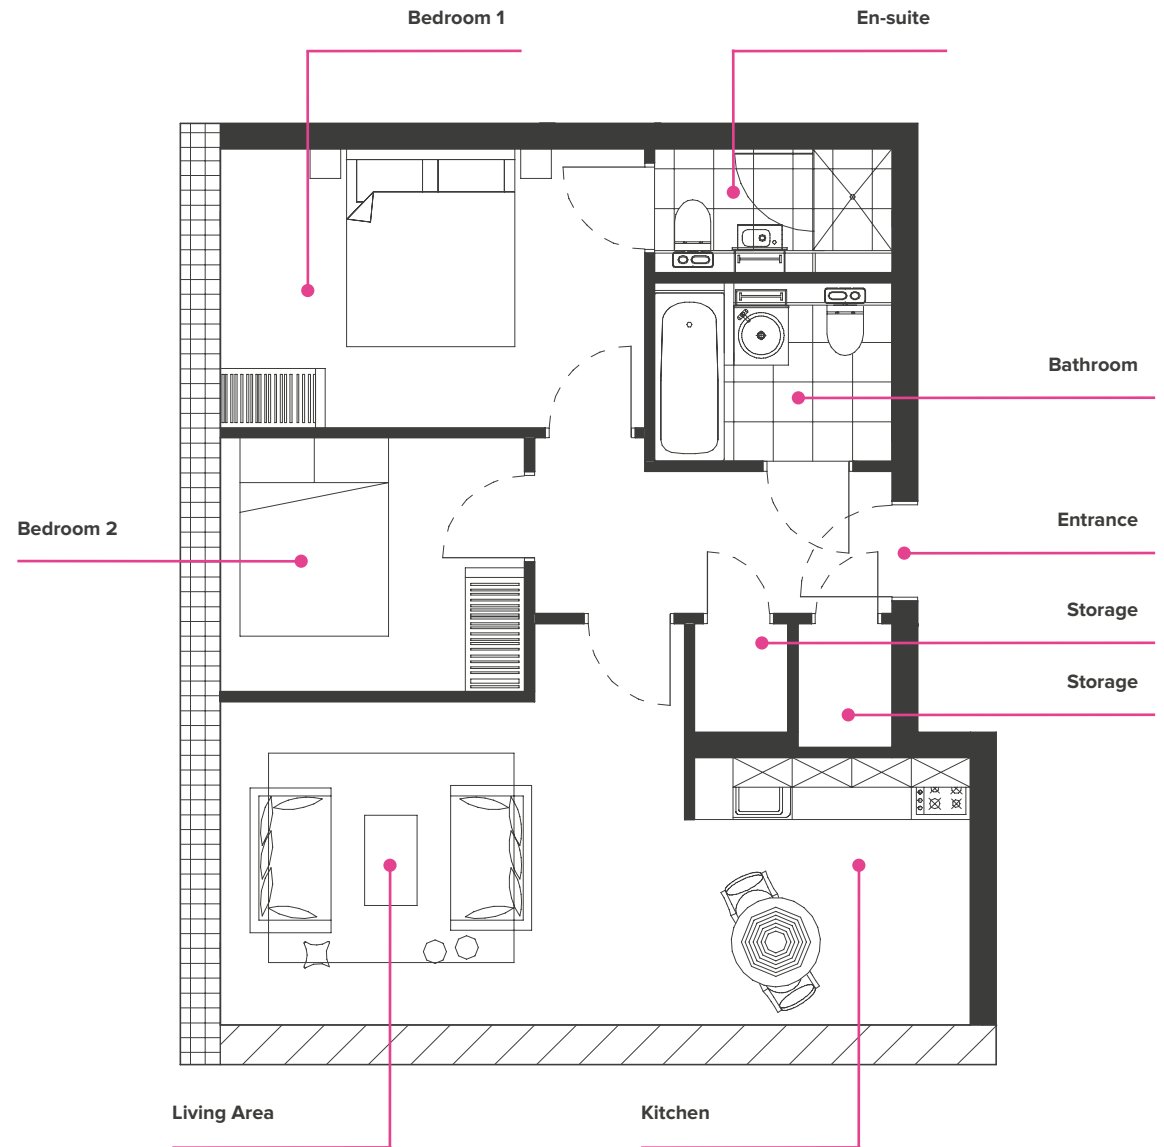 Bedroom 1
En-suite
Bathroom
Entrance
Bedroom 2
Storage
Storage
Living Area
Kitchen